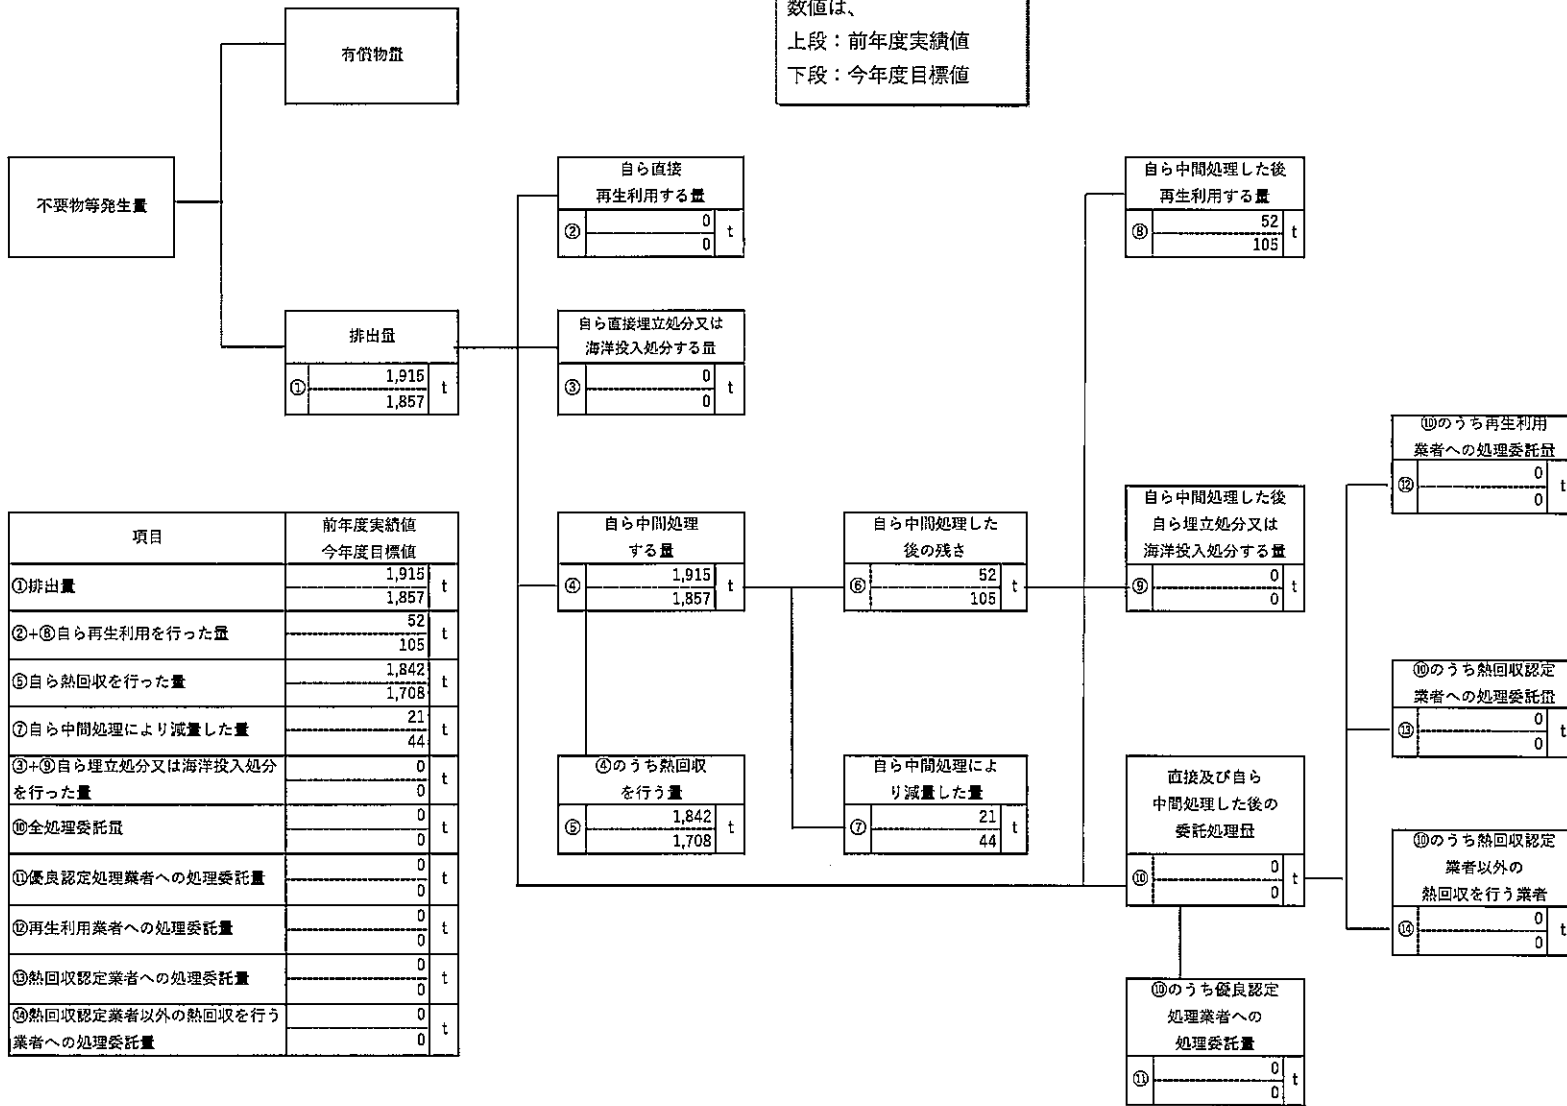 数値は、
上段：前年度実績値
下段：今年度目標値
有償物量
不要物等発生量
排出量
①
1,915
1,857
t
自ら直接
再生利用する量
②
0
0
t
自ら直接埋立処分又は
海洋投入処分する量
③
0
0
t
自ら中間処理
する量
④
1,915
1,857
t
④のうち熱回収
を行う量
⑤
1,842
1,708
t
自ら中間処理した
後の残さ
⑥
52
105
t
自ら中間処理によ
り減量した量
⑦
21
44
t
自ら中間処理した後
再生利用する量
⑧
52
105
t
自ら中間処理した後
自ら埋立処分又は
海洋投入処分する量
⑨
0
0
t
直接及び自ら
中間処理した後の
委託処理量
⑩
0
0
t
⑩のうち優良認定
処理業者への
処理委託量
⑪
0
0
t
⑩のうち再生利用
業者への処理委託量
⑫
0
0
t
⑩のうち熱回収認定
業者への処理委託量
⑬
0
0
t
⑩のうち熱回収認定
業者以外の
熱回収を行う業者
⑭
0
0
t
項目
前年度実績値
今年度目標値
①排出量
1,915
1,857
t
②+⑧自ら再生利用を行った量
52
105
t
⑤自ら熱回収を行った量
1,842
1,708
t
⑦自ら中間処理により減量した量
21
44
t
③+⑨自ら埋立処分又は海洋投入処分
を行った量
0
0
t
⑩全処理委託量
0
0
t
⑪優良認定処理業者への処理委託量
0
0
t
⑫再生利用業者への処理委託量
0
0
t
⑬熱回収認定業者への処理委託量
0
0
t
⑭熱回収認定業者以外の熱回収を行う
業者への処理委託量
0
0
t